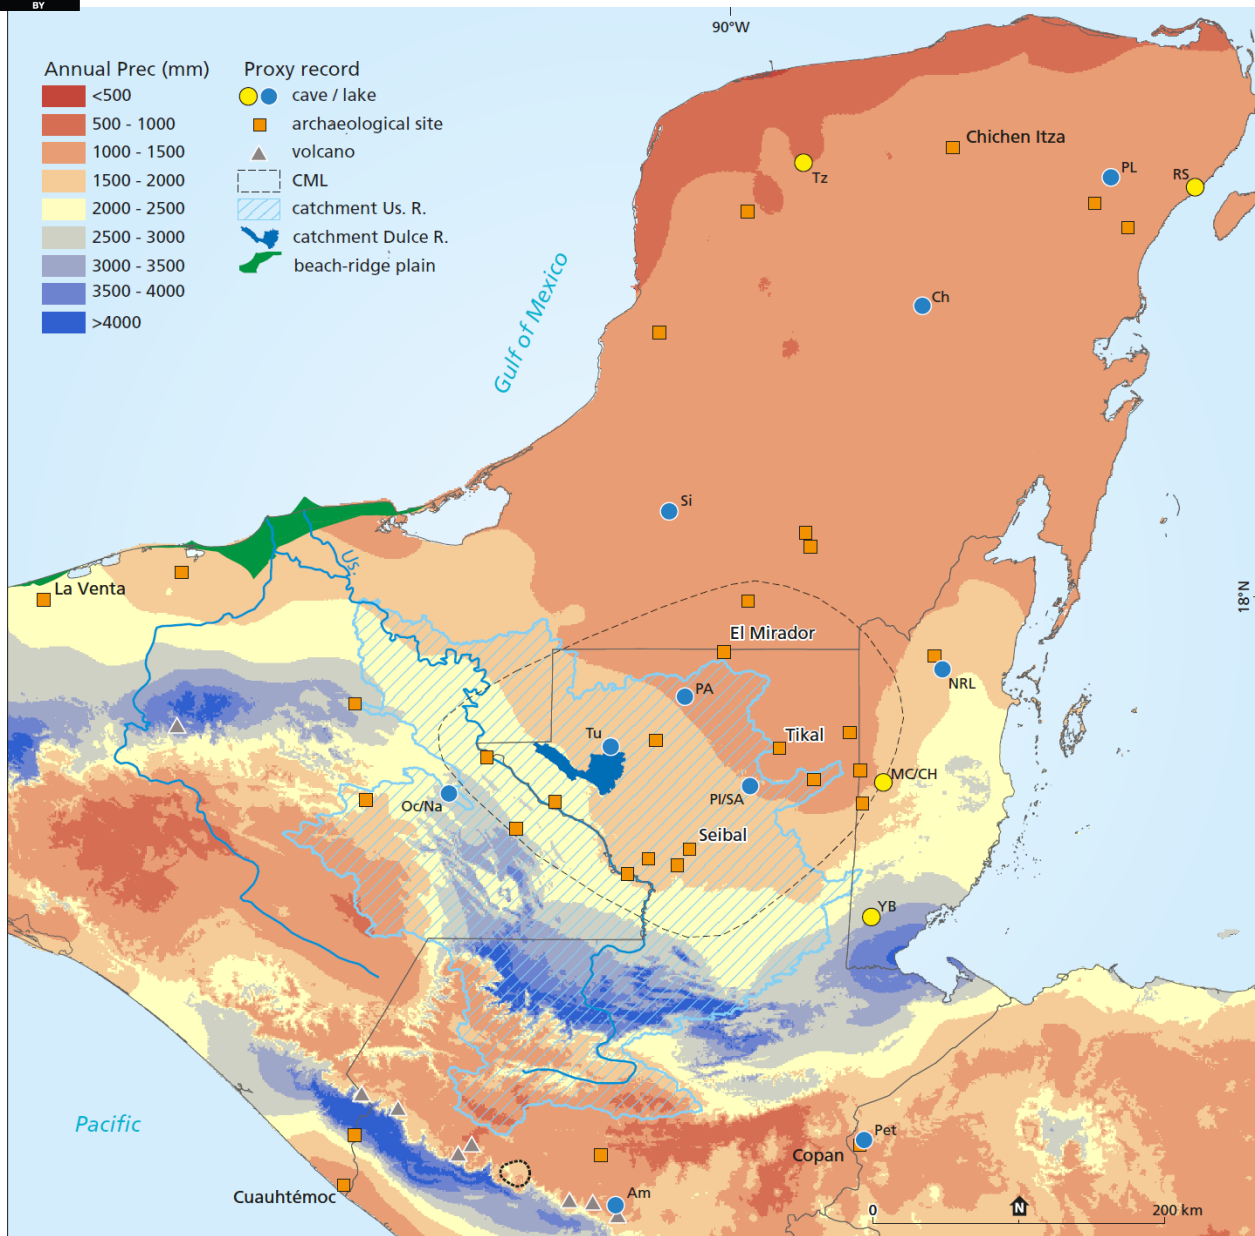 BY
90°W
Annual Prec (mm)
<500
500 - 1000
1000 - 1500
1500 - 2000
2000 - 2500
2500 - 3000
3000 - 3500
3500 - 4000
>4000
Proxy record
cave / lake
archaeological site
volcano
CML
catchment Us. R.
catchment Dulce R.
beach-ridge plain
Chichen Itza
PL
RS
Tz
Ch
Gulf of Mexico
Si
Us.
La Venta
18°N
El Mirador
NRL
PA
Tu
Tikal
MC/CH
Oc/Na
PI/SA
Seibal
YB
Pacific
Pet
Copan
Cuauhtémoc
Am
0
N
200 km